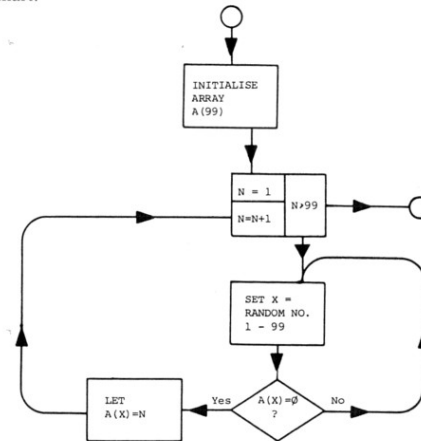 INITIALISE
ARRAY
A(99)
N = 1
N=N+1
N>99
SET X =
RANDOM NO.
1 - 99
A(X)=Ø
?
Yes
No
LET
A(X)=N